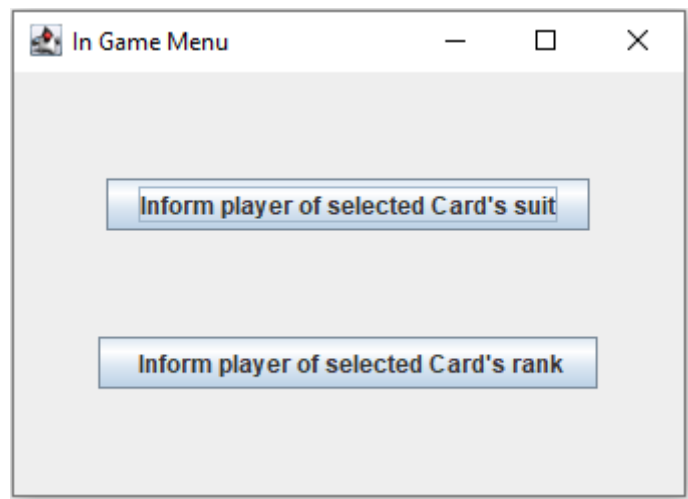 In Game Menu
Inform player of selected Card's suit
Inform player of selected Card's rank